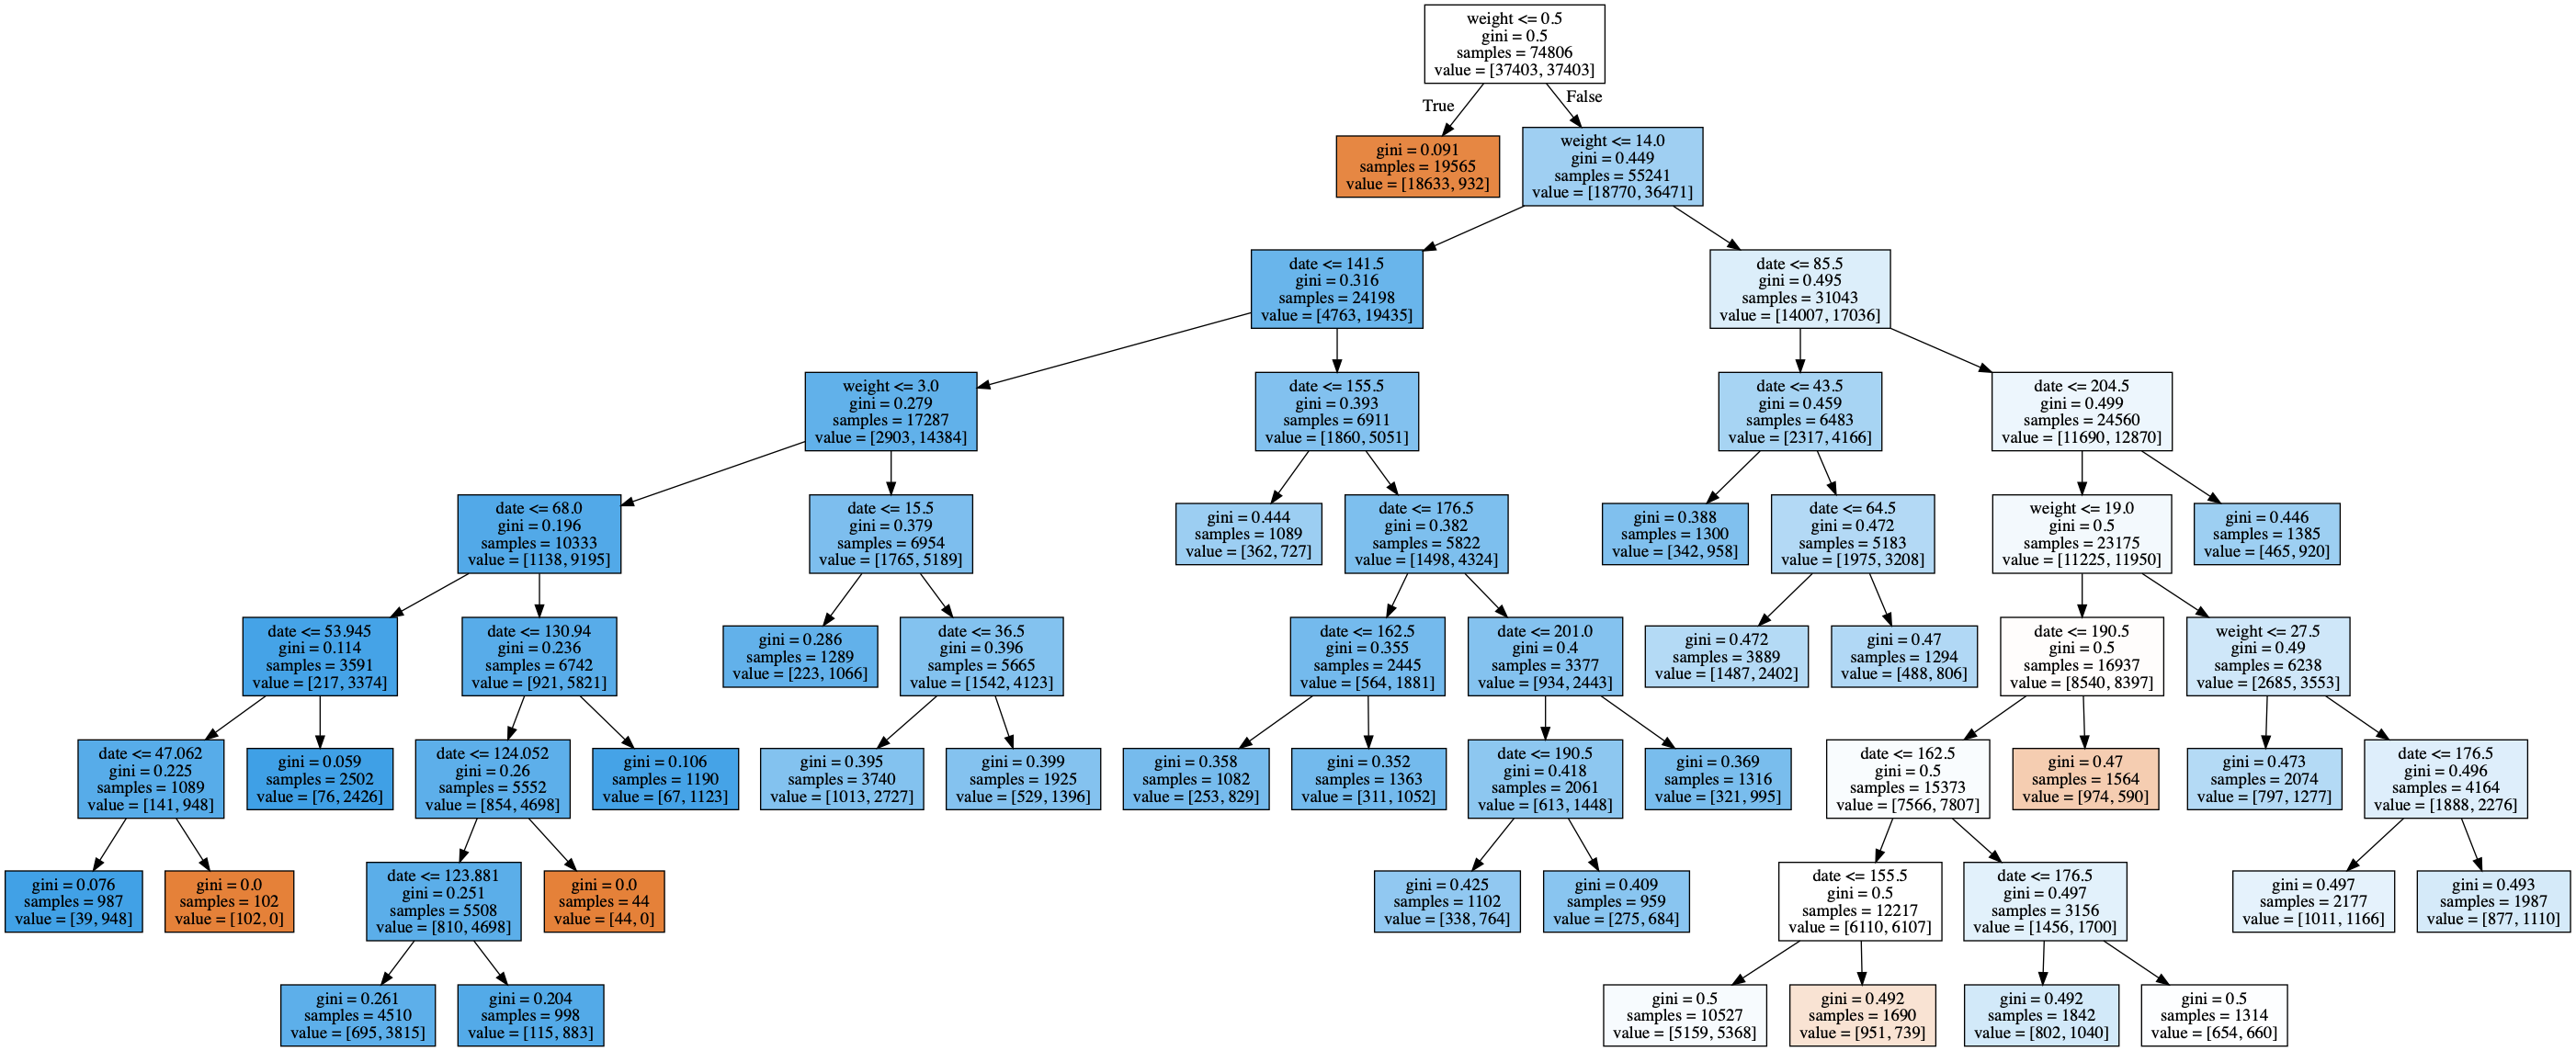 weight <= 0.5
gini = 0.5
samples = 74806
value = [37403, 37403]
True
False
gini = 0.091
samples = 19565
value = [18633, 932]
weight <= 14.0
gini = 0.449
samples = 55241
value = [18770, 36471]
date <= 141.5
gini = 0.316
samples = 24198
value = [4763, 19435]
date <= 85.5
gini = 0.495
samples = 31043
value = [14007, 17036]
weight <= 3.0
gini = 0.279
samples = 17287
value = [2903, 14384]
date <= 155.5
gini = 0.393
samples = 6911
value = [1860, 5051]
date <= 43.5
gini = 0.459
samples = 6483
value = [2317, 4166]
date <= 204.5
gini = 0.499
samples = 24560
value = [11690, 12870]
date <= 68.0
gini = 0.196
samples = 10333
value = [1138, 9195]
date <= 15.5
gini = 0.379
samples = 6954
value = [1765, 5189]
gini = 0.444
samples = 1089
value = [362, 727]
date <= 176.5
gini = 0.382
samples = 5822
value = [1498, 4324]
gini = 0.388
samples = 1300
value = [342, 958]
date <= 64.5
gini = 0.472
samples = 5183
value = [1975, 3208]
weight <= 19.0
gini = 0.5
samples = 23175
value = [11225, 11950]
gini = 0.446
samples = 1385
value = [465, 920]
date <= 53.945
gini = 0.114
samples = 3591
value = [217, 3374]
date <= 130.94
gini = 0.236
samples = 6742
value = [921, 5821]
gini = 0.286
samples = 1289
value = [223, 1066]
date <= 36.5
gini = 0.396
samples = 5665
value = [1542, 4123]
date <= 162.5
gini = 0.355
samples = 2445
value = [564, 1881]
date <= 201.0
gini = 0.4
samples = 3377
value = [934, 2443]
gini = 0.472
samples = 3889
value = [1487, 2402]
gini = 0.47
samples = 1294
value = [488, 806]
date <= 190.5
gini = 0.5
samples = 16937
value = [8540, 8397]
weight <= 27.5
gini = 0.49
samples = 6238
value = [2685, 3553]
date <= 47.062
gini = 0.225
samples = 1089
value = [141, 948]
gini = 0.059
samples = 2502
value = [76, 2426]
date <= 124.052
gini = 0.26
samples = 5552
value = [854, 4698]
gini = 0.106
samples = 1190
value = [67, 1123]
gini = 0.395
samples = 3740
value = [1013, 2727]
gini = 0.399
samples = 1925
value = [529, 1396]
gini = 0.358
samples = 1082
value = [253, 829]
gini = 0.352
samples = 1363
value = [311, 1052]
date <= 190.5
gini = 0.418
samples = 2061
value = [613, 1448]
gini = 0.369
samples = 1316
value = [321, 995]
date <= 162.5
gini = 0.5
samples = 15373
value = [7566, 7807]
gini = 0.47
samples = 1564
value = [974, 590]
gini = 0.473
samples = 2074
value = [797, 1277]
date <= 176.5
gini = 0.496
samples = 4164
value = [1888, 2276]
gini = 0.076
samples = 987
value = [39, 948]
gini = 0.0
samples = 102
value = [102, 0]
date <= 123.881
gini = 0.251
samples = 5508
value = [810, 4698]
gini = 0.0
samples = 44
value = [44, 0]
gini = 0.425
samples = 1102
value = [338, 764]
gini = 0.409
samples = 959
value = [275, 684]
date <= 155.5
gini = 0.5
samples = 12217
value = [6110, 6107]
date <= 176.5
gini = 0.497
samples = 3156
value = [1456, 1700]
gini = 0.497
samples = 2177
value = [1011, 1166]
gini = 0.493
samples = 1987
value = [877, 1110]
gini = 0.261
samples = 4510
value = [695, 3815]
gini = 0.204
samples = 998
value = [115, 883]
gini = 0.5
samples = 10527
value = [5159, 5368]
gini = 0.492
samples = 1690
value = [951, 739]
gini = 0.492
samples = 1842
value = [802, 1040]
gini = 0.5
samples = 1314
value = [654, 660]